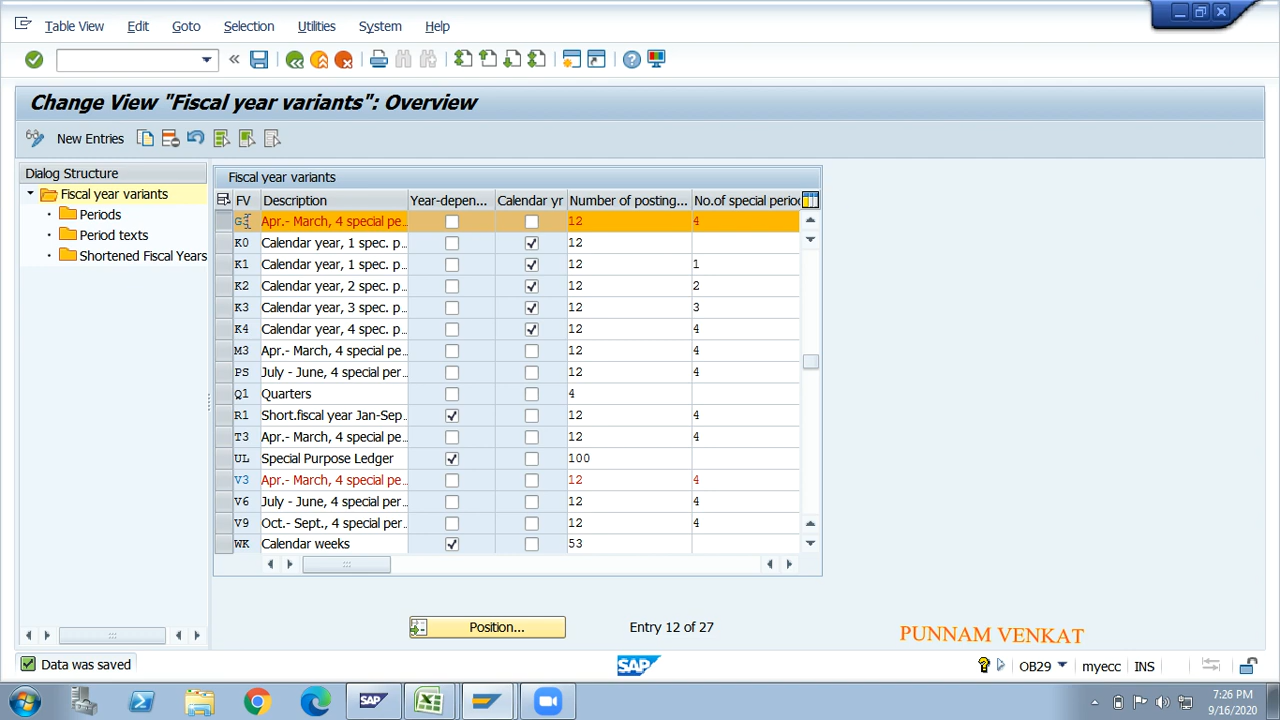 Table View Edit Goto Selection Utilities System Help
Change View "Fiscal year variants": Overview
New Entries
Dialog Structure
Fiscal year variants
Periods
Period texts
Shortened Fiscal Years
Fiscal year variants
FV Description Year-depen... Calendar yr Number of posting... No.of special period
Apr.- March, 4 special pe... 12 4
K0 Calendar year, 1 spec. p... 12
K1 Calendar year, 1 spec. p... 12 1
K2 Calendar year, 2 spec. p... 12 2
K3 Calendar year, 3 spec. p... 12 3
K4 Calendar year, 4 spec. p... 12 4
M3 Apr.- March, 4 special pe... 12 4
PS July - June, 4 special per... 12 4
Q1 Quarters 4
R1 Short.fiscal year Jan-Sep... 12 4
T3 Apr.- March, 4 special pe... 12 4
UL Special Purpose Ledger 100
V3 Apr.- March, 4 special pe... 12 4
V6 July - June, 4 special per... 12 4
V9 Oct.- Sept., 4 special per... 12 4
WK Calendar weeks 53
Position...
Entry 12 of 27
PUNNAM VENKAT
Data was saved
SAP
OB29 myecc INS
SAP
7:26 PM
9/16/2020